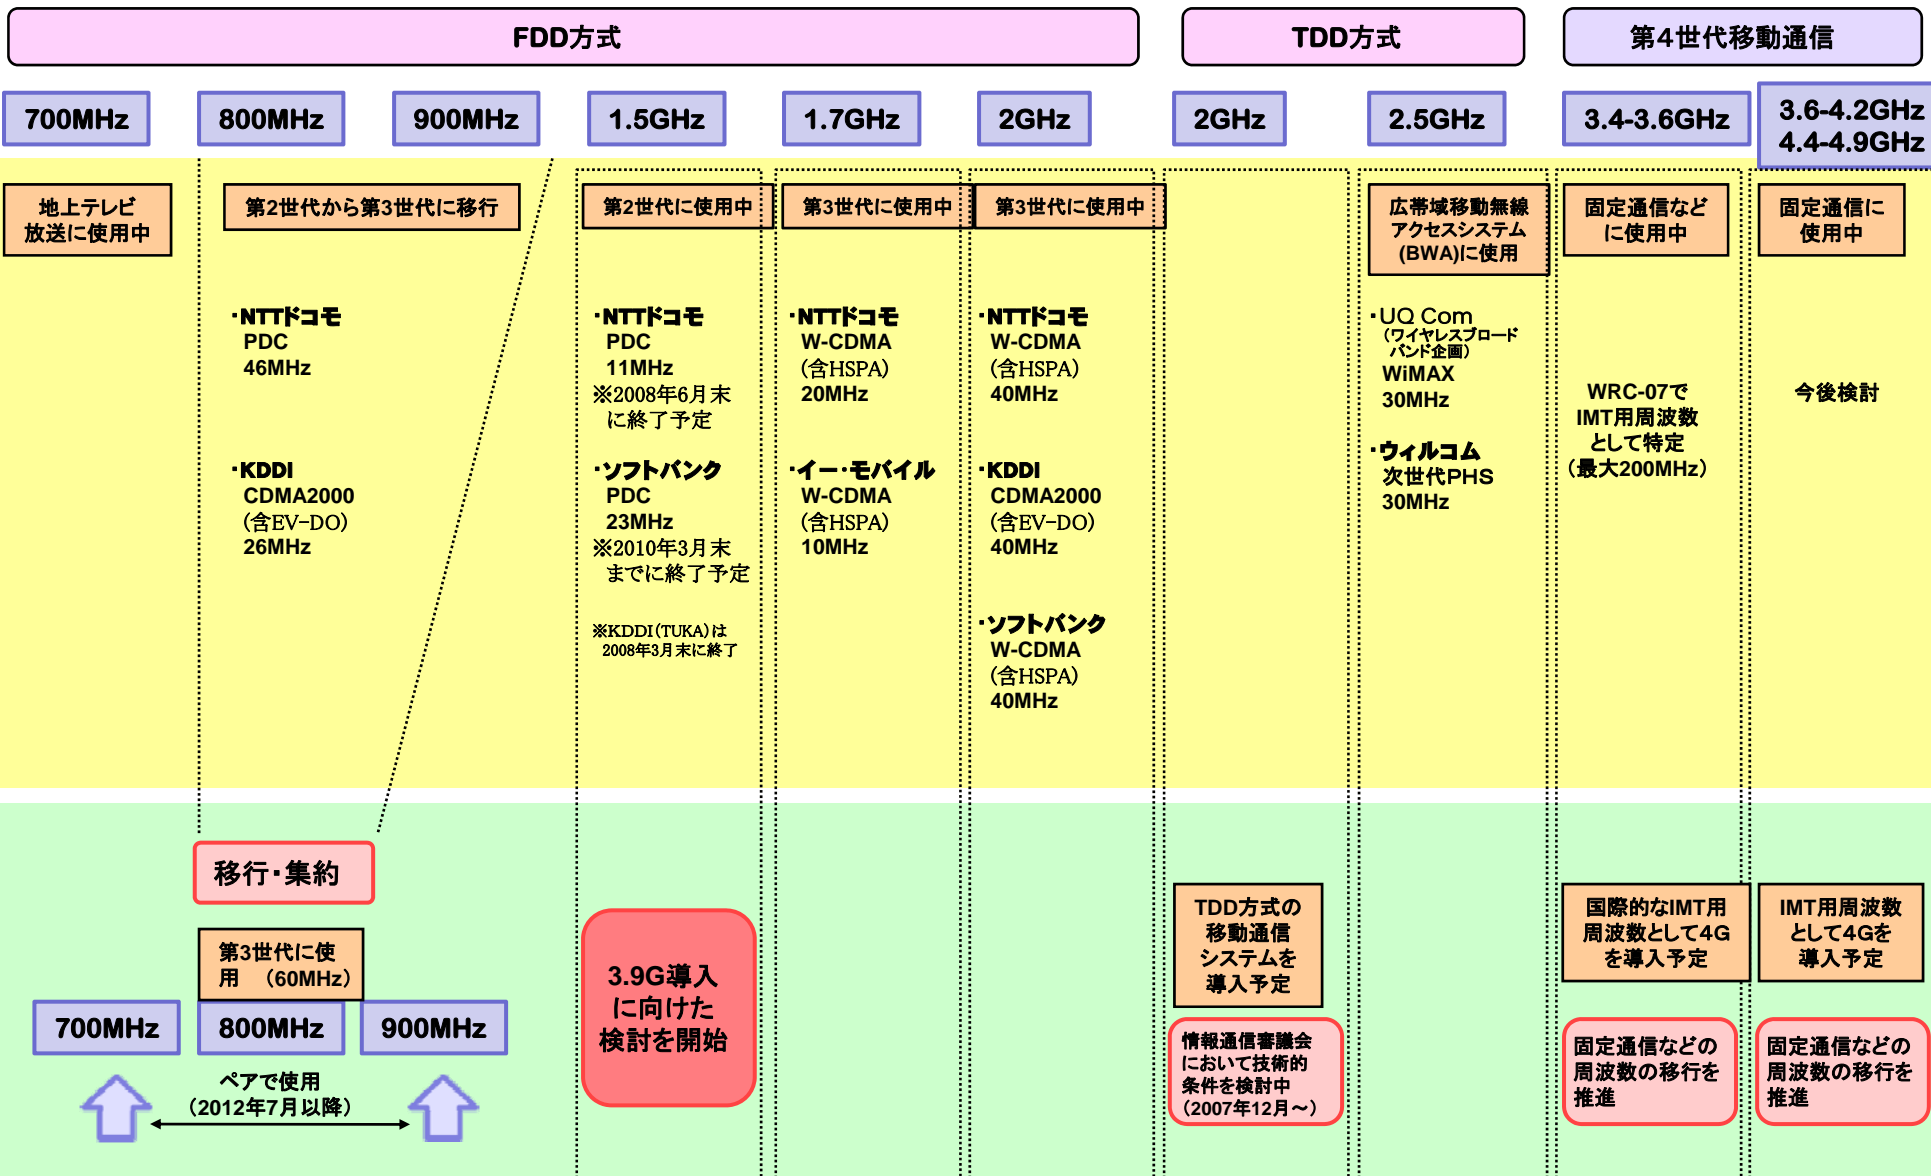 FDD方式
TDD方式
第4世代移動通信
700MHz
800MHz
900MHz
1.5GHz
1.7GHz
2GHz
2GHz
2.5GHz
3.4-3.6GHz
3.6-4.2GHz
4.4-4.9GHz
地上テレビ
放送に使用中
第2世代から第3世代に移行
第2世代に使用中
第3世代に使用中
第3世代に使用中
広帯域移動無線
アクセスシステム
(BWA)に使用
固定通信など
に使用中
固定通信に
使用中
・NTTドコモ
PDC
46MHz
・KDDI
CDMA2000
(含EV-DO)
26MHz
・NTTドコモ
PDC
11MHz
※2008年6月末
に終了予定
・ソフトバンク
PDC
23MHz
※2010年3月末
までに終了予定
※KDDI(TUKA)は
2008年3月末に終了
・NTTドコモ
W-CDMA
(含HSPA)
20MHz
・イー・モバイル
W-CDMA
(含HSPA)
10MHz
・NTTドコモ
W-CDMA
(含HSPA)
40MHz
・KDDI
CDMA2000
(含EV-DO)
40MHz
・ソフトバンク
W-CDMA
(含HSPA)
40MHz
・UQ Com
(ワイヤレスブロード
バンド企画)
WiMAX
30MHz
・ウィルコム
次世代PHS
30MHz
WRC-07で
IMT用周波数
として特定
(最大200MHz)
今後検討
移行・集約
第3世代に使
用 (60MHz)
700MHz
800MHz
900MHz
ペアで使用
(2012年7月以降)
3.9G導入
に向けた
検討を開始
TDD方式の
移動通信
システムを
導入予定
情報通信審議会
において技術的
条件を検討中
(2007年12月～)
国際的なIMT用
周波数として4G
を導入予定
固定通信などの
周波数の移行を
推進
IMT用周波数
として4Gを
導入予定
固定通信などの
周波数の移行を
推進